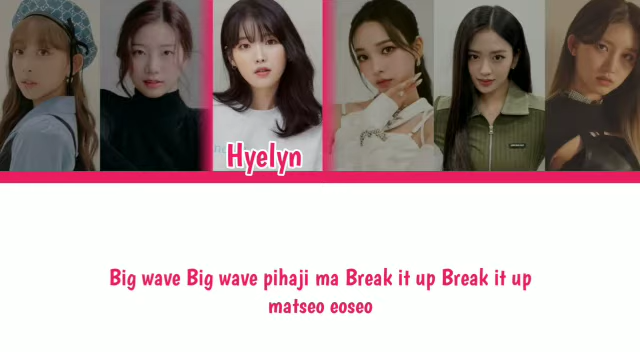 Hyelyn
Big wave Big wave pihaji ma Break it up Break it up
matseo eoseo